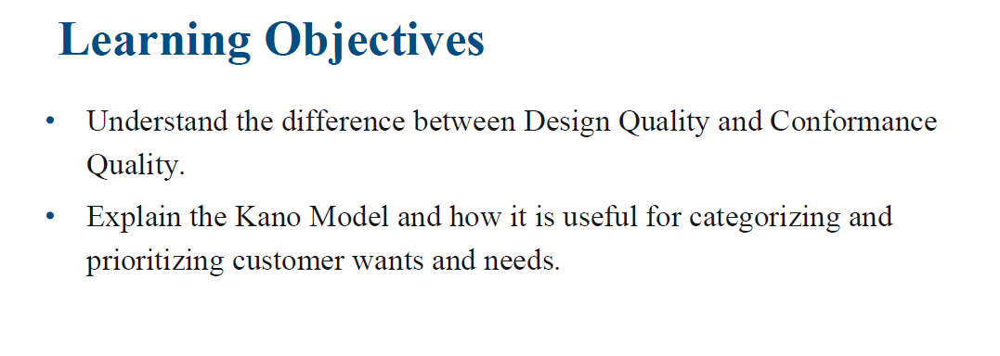 Learning Objectives
• Understand the difference between Design Quality and Conformance
Quality.
• Explain the Kano Model and how it is useful for categorizing and
prioritizing customer wants and needs.